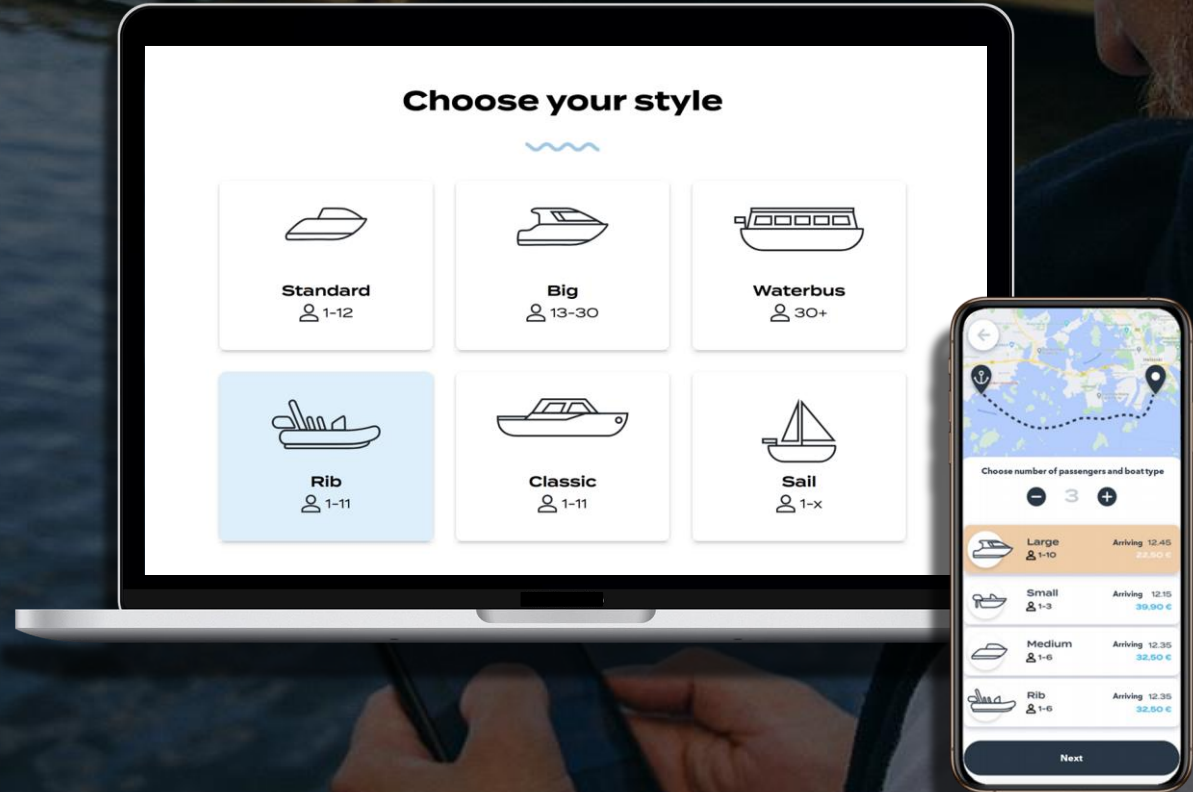 Choose your style
Standard
1-12
Big
13-30
Waterbus
30+
Rib
1-11
Classic
1-11
Sail
1-x
Choose number of passengers and boat type
3
Large
1-10
Arriving 12.45
22,50 €
Small
1-3
Arriving 12.15
39,90 €
Medium
1-6
Arriving 12.35
32,50 €
Rib
1-6
Arriving 12.35
32,50 €
Next